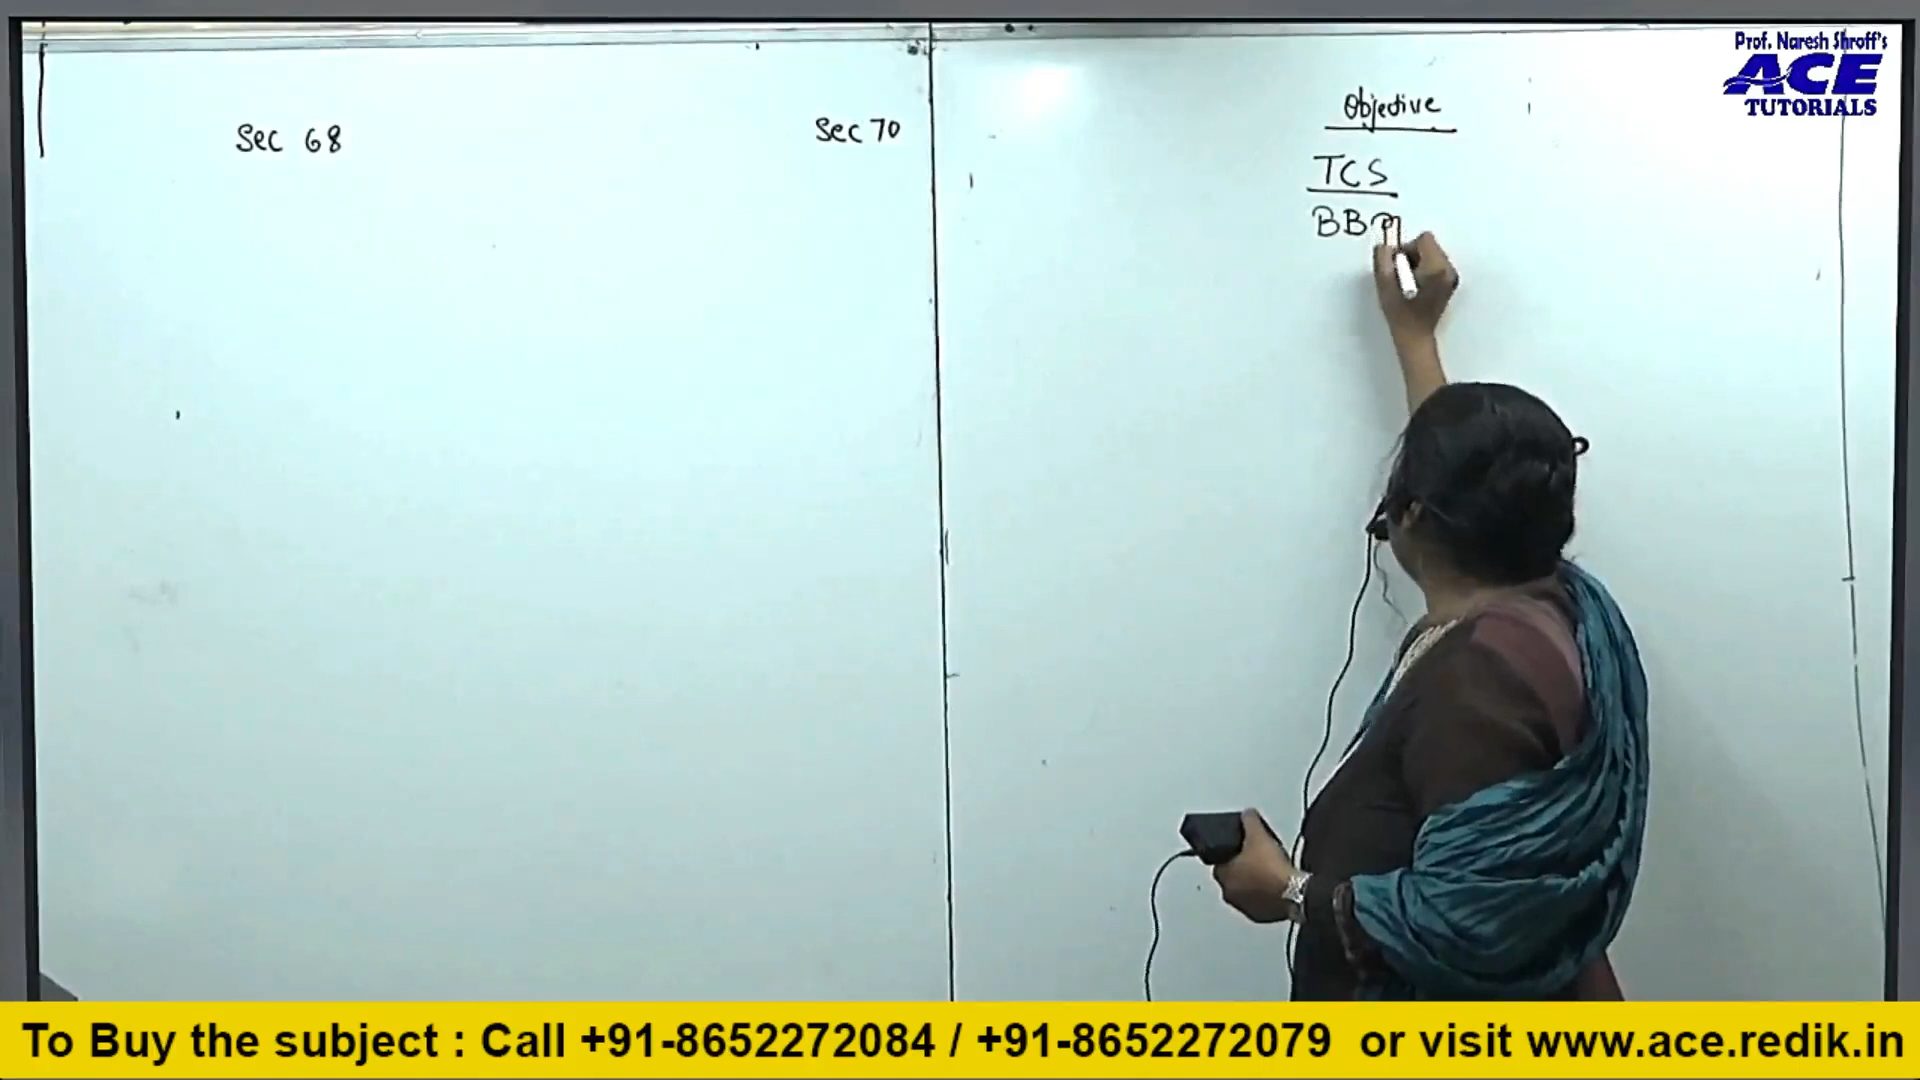 Prof. Naresh Shroff's
ACE
TUTORIALS
Sec 68
Sec 70
Objective
TCS
BBM
To Buy the subject : Call +91-8652272084 / +91-8652272079 or visit www.ace.redik.in